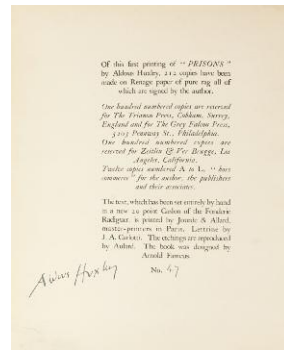 Of this first printing of "PRISONS"
by Aldous Huxley, 212 copies have been
made on Renage paper of pure rag all of
which are signed by the author.
One hundred numbered copies are reserved
for The Trianon Press, Cobham, Surrey,
England and for The Grey Falcon Press,
Penaway St., Philadelphia.
One hundred numbered copies are
reserved for Zeitlin & Ver Brugge, Los
Angeles, California.
Twelve copies numbered A to L, "hors
commerce" for the author, the publishers
and their associates.
The text, which has been set entirely by hand
in a new 20 point Caslon of the Fonderie
Radiguer is printed by Jourde & Allard,
master-printers in Paris. Lettrine by
J. A. Carlotti. The etchings are reproduced
by Aulard. The book was designed by
Arnold Fawcus.
Aldous Huxley
No. 47